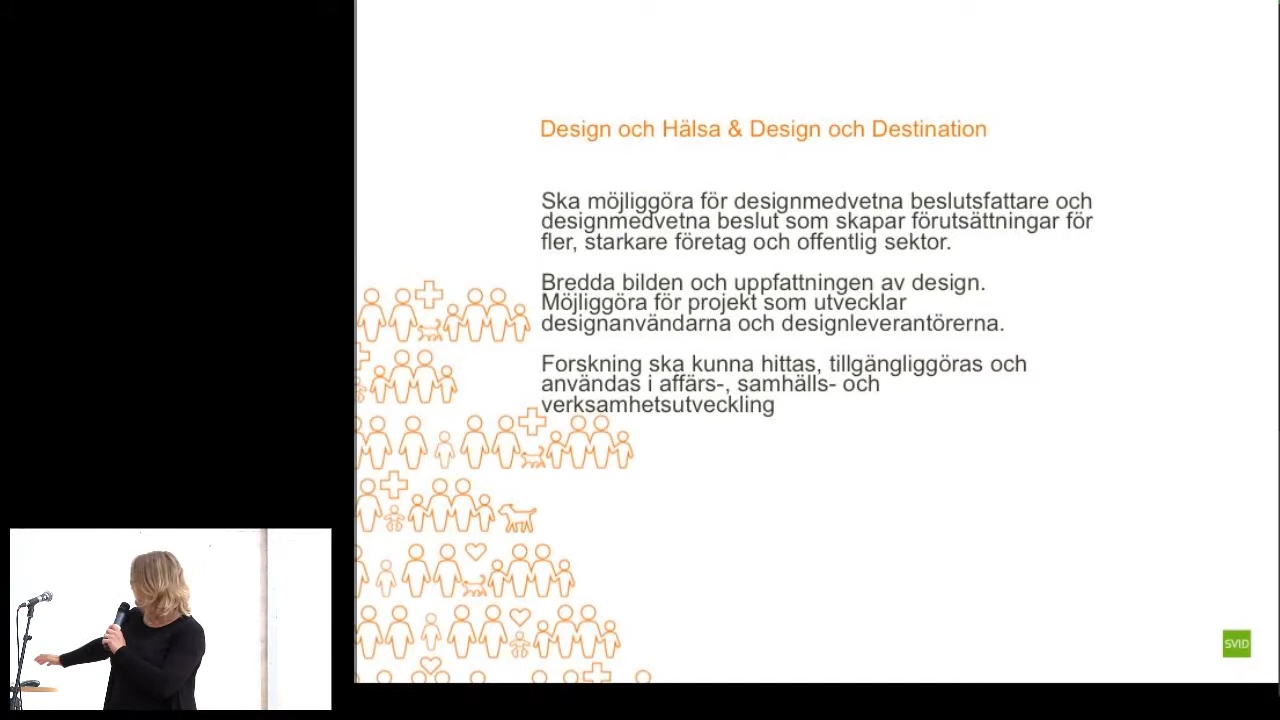 Design och Hälsa & Design och Destination
Ska möjliggöra för designmedvetna beslutsfattare och
designmedvetna beslut som skapar förutsättningar för
fler, starkare företag och offentlig sektor.
Bredda bilden och uppfattningen av design.
Möjliggöra för projekt som utvecklar
designanvändarna och designleverantörerna.
Forskning ska kunna hittas, tillgängliggöras och
användas i affärs-, samhälls- och
verksamhetsutveckling
SVID